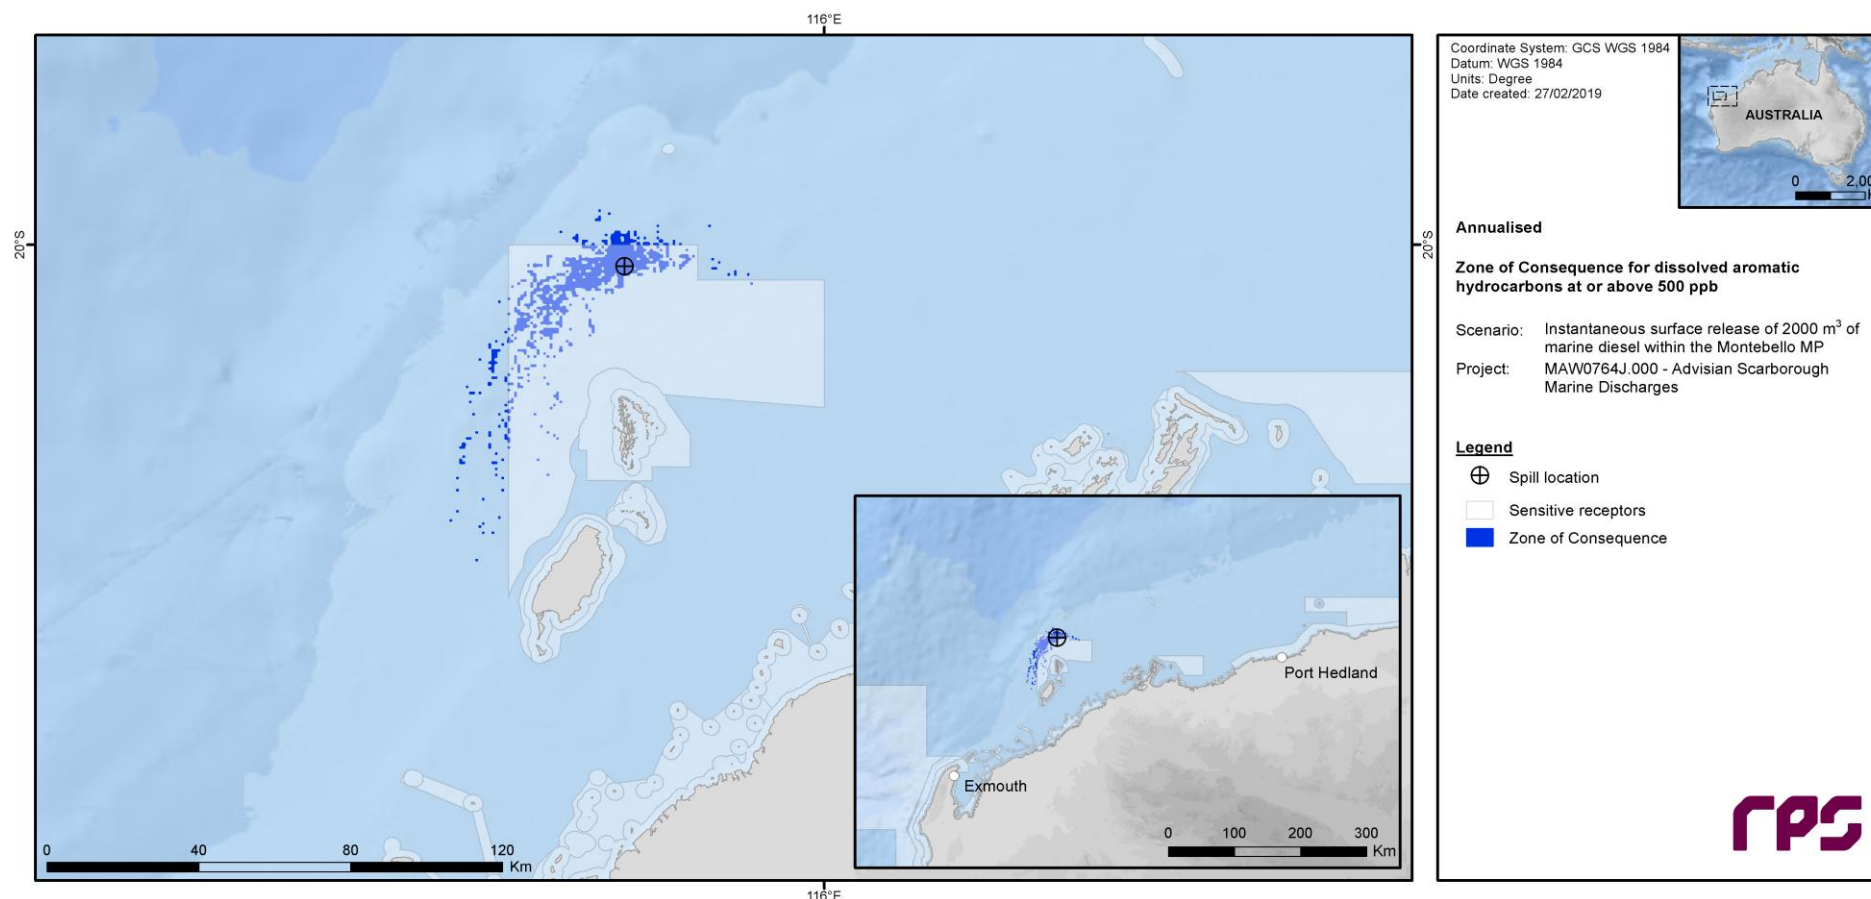 116°E
20°S
20°S
Port Hedland
Exmouth
0 100 200 300
Km
0 40 80 120
Km
116°E
Coordinate System: GCS WGS 1984
Datum: WGS 1984
Units: Degree
Date created: 27/02/2019
AUSTRALIA
0
Annualised
Zone of Consequence for dissolved aromatic
hydrocarbons at or above 500 ppb
Scenario: Instantaneous surface release of 2000 m³ of
marine diesel within the Montebello MP
Project: MAW0764J.000 - Advisian Scarborough
Marine Discharges
Legend
Spill location
Sensitive receptors
Zone of Consequence
rps